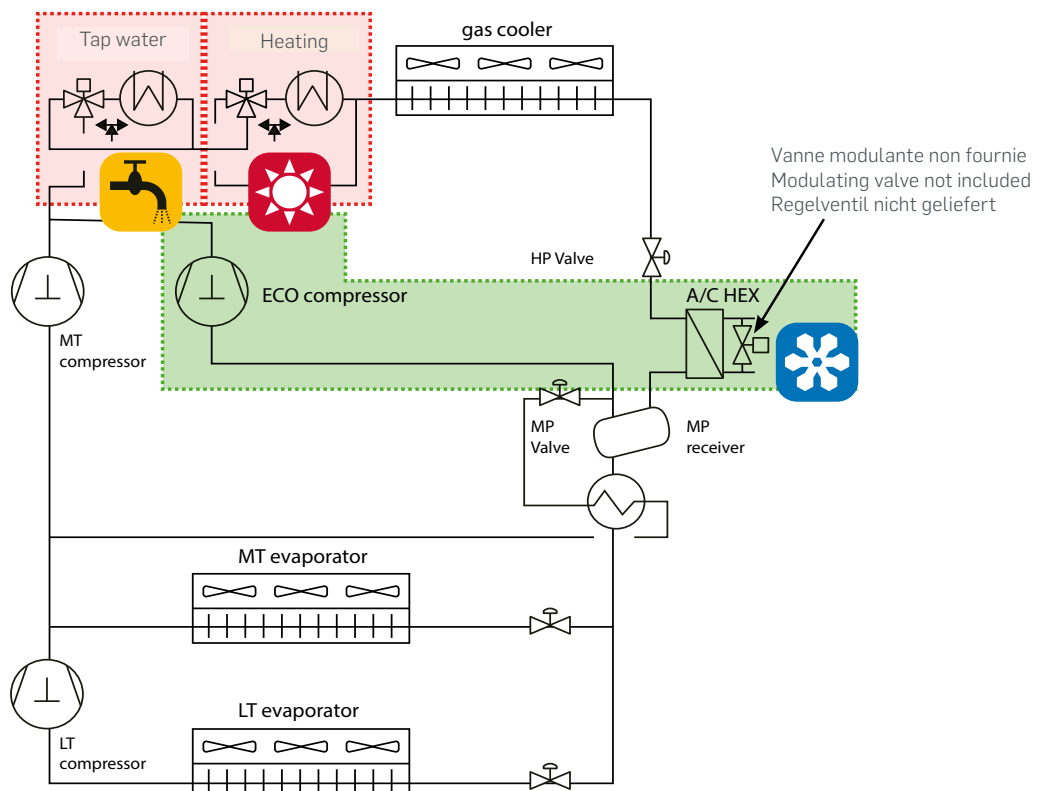 Tap water
Heating
gas cooler
Vanne modulante non fournie
Modulating valve not included
Regelventil nicht geliefert
HP Valve
ECO compressor
A/C HEX
MT
compressor
MP
Valve
MP
receiver
MT evaporator
LT evaporator
LT
compressor